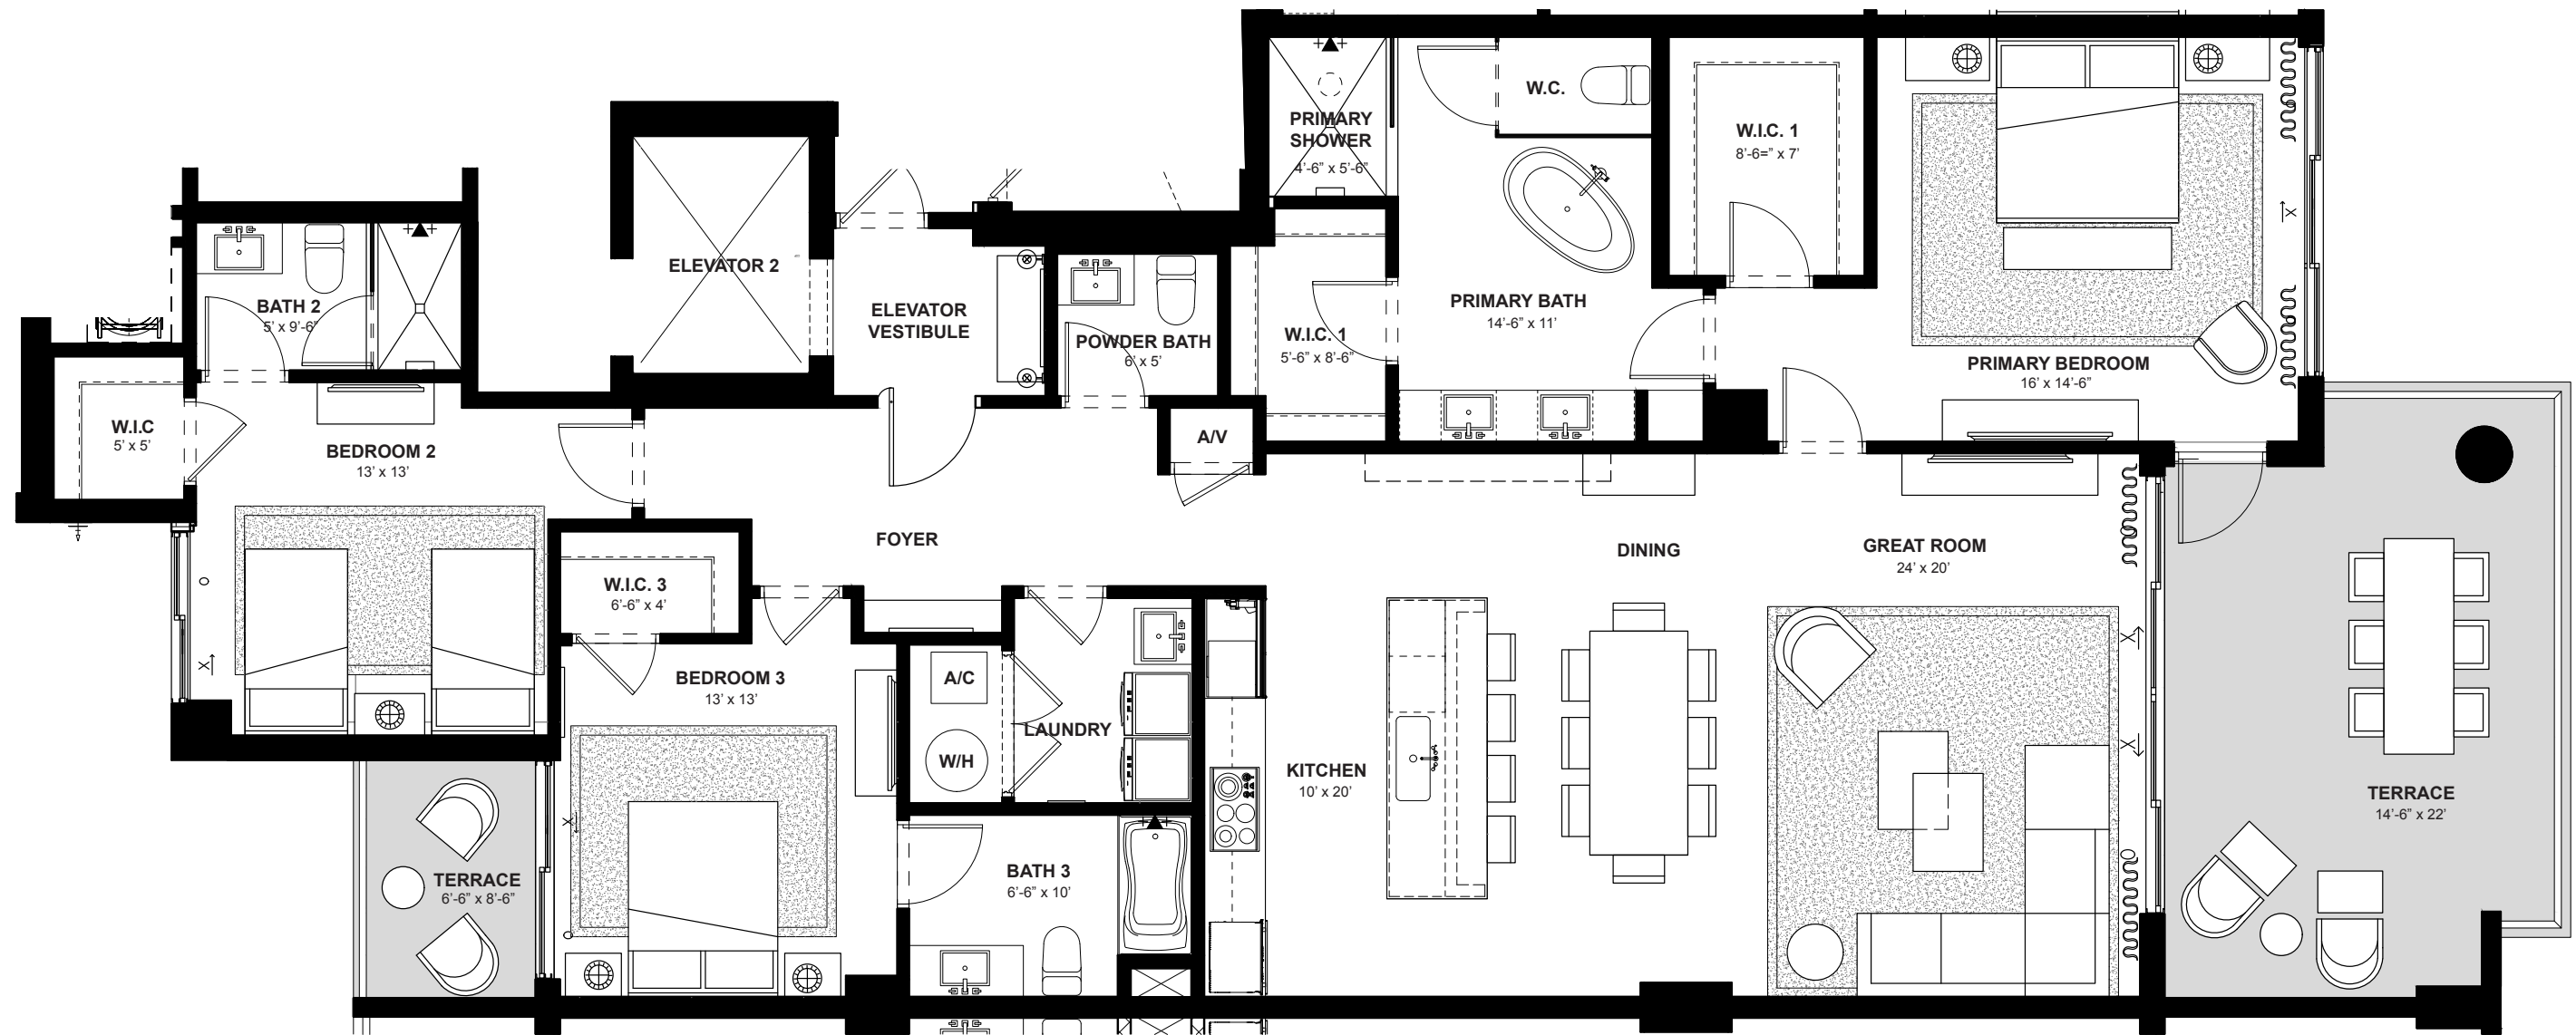 PRIMARY
SHOWER
4'-6” x 5'-6”
W.C.
W.I.C. 1
8’-6=” x 7’
ELEVATOR 2
BATH 2
5’ x 9’-6”
ELEVATOR
VESTIBULE
POWDER BATH
6’ x 5’
W.I.C. 1
5’-6” x 8’-6”
PRIMARY BATH
14’-6” x 11’
PRIMARY BEDROOM
16’ x 14’-6”
W.I.C
5’ x 5’
BEDROOM 2
13’ x 13’
A/V
FOYER
DINING
GREAT ROOM
24’ x 20’
W.I.C. 3
6’-6” x 4’
BEDROOM 3
13’ x 13’
A/C
LAUNDRY
W/H
KITCHEN
10’ x 20’
TERRACE
14’-6” x 22’
TERRACE
6’-6” x 8’-6”
BATH 3
6’-6” x 10’
X
O
X
X
X
X
O
O